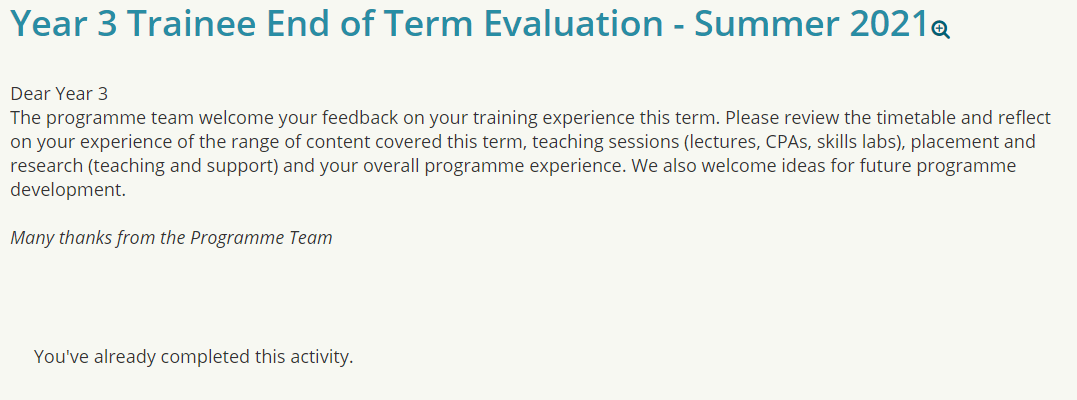 Year 3 Trainee End of Term Evaluation - Summer 2021
Dear Year 3
The programme team welcome your feedback on your training experience this term. Please review the timetable and reflect
on your experience of the range of content covered this term, teaching sessions (lectures, CPAs, skills labs), placement and
research (teaching and support) and your overall programme experience. We also welcome ideas for future programme
development.
Many thanks from the Programme Team
You've already completed this activity.